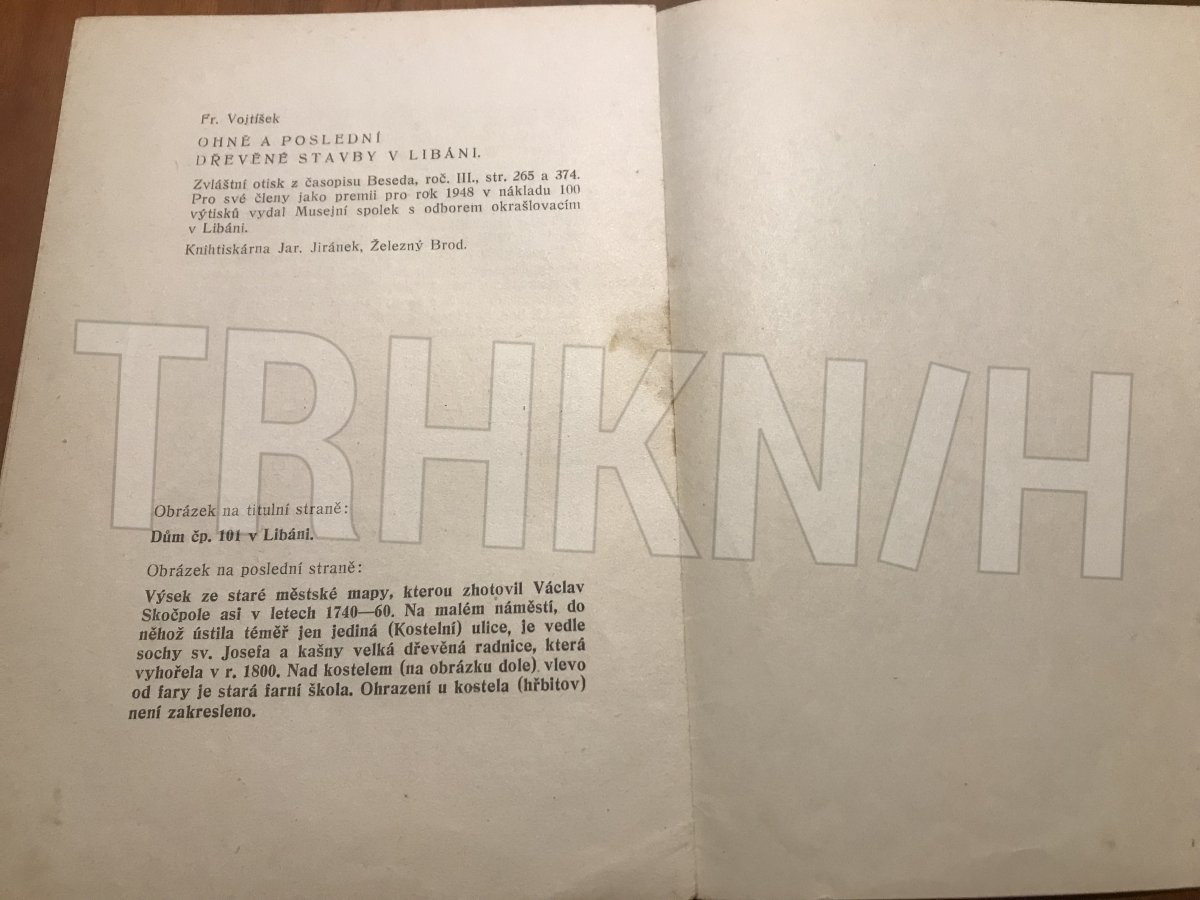 Fr. Vojtíšek
OHNĚ A POSLEDNÍ
DŘEVĚNÉ STAVBY V LIBÁNI.
Zvláštní otisk z časopisu Beseda, roč. III., str. 265 a 374.
Pro své členy jako premii pro rok 1948 v nákladu 100
výtisků vydal Musejní spolek s odborem okrašlovacím
v Libáni.
Knihtiskárna Jar. Jiránek, Železný Brod.
TRHKN/H
Obrázek na titulní straně:
Dům čp. 101 v Libáni.
Obrázek na poslední straně:
Výsek ze staré městské mapy, kterou zhotovil Václav
Skočpole asi v letech 1740—60. Na malém náměstí, do
něhož ústila téměř jen jediná (Kostelní) ulice, je vedle
sochy sv. Josefa a kašny velká dřevěná radnice, která
vyhořela v r. 1800. Nad kostelem (na obrázku dole) vlevo
od fary je stará farní škola. Ohrazení u kostela (hřbitov)
není zakresleno.